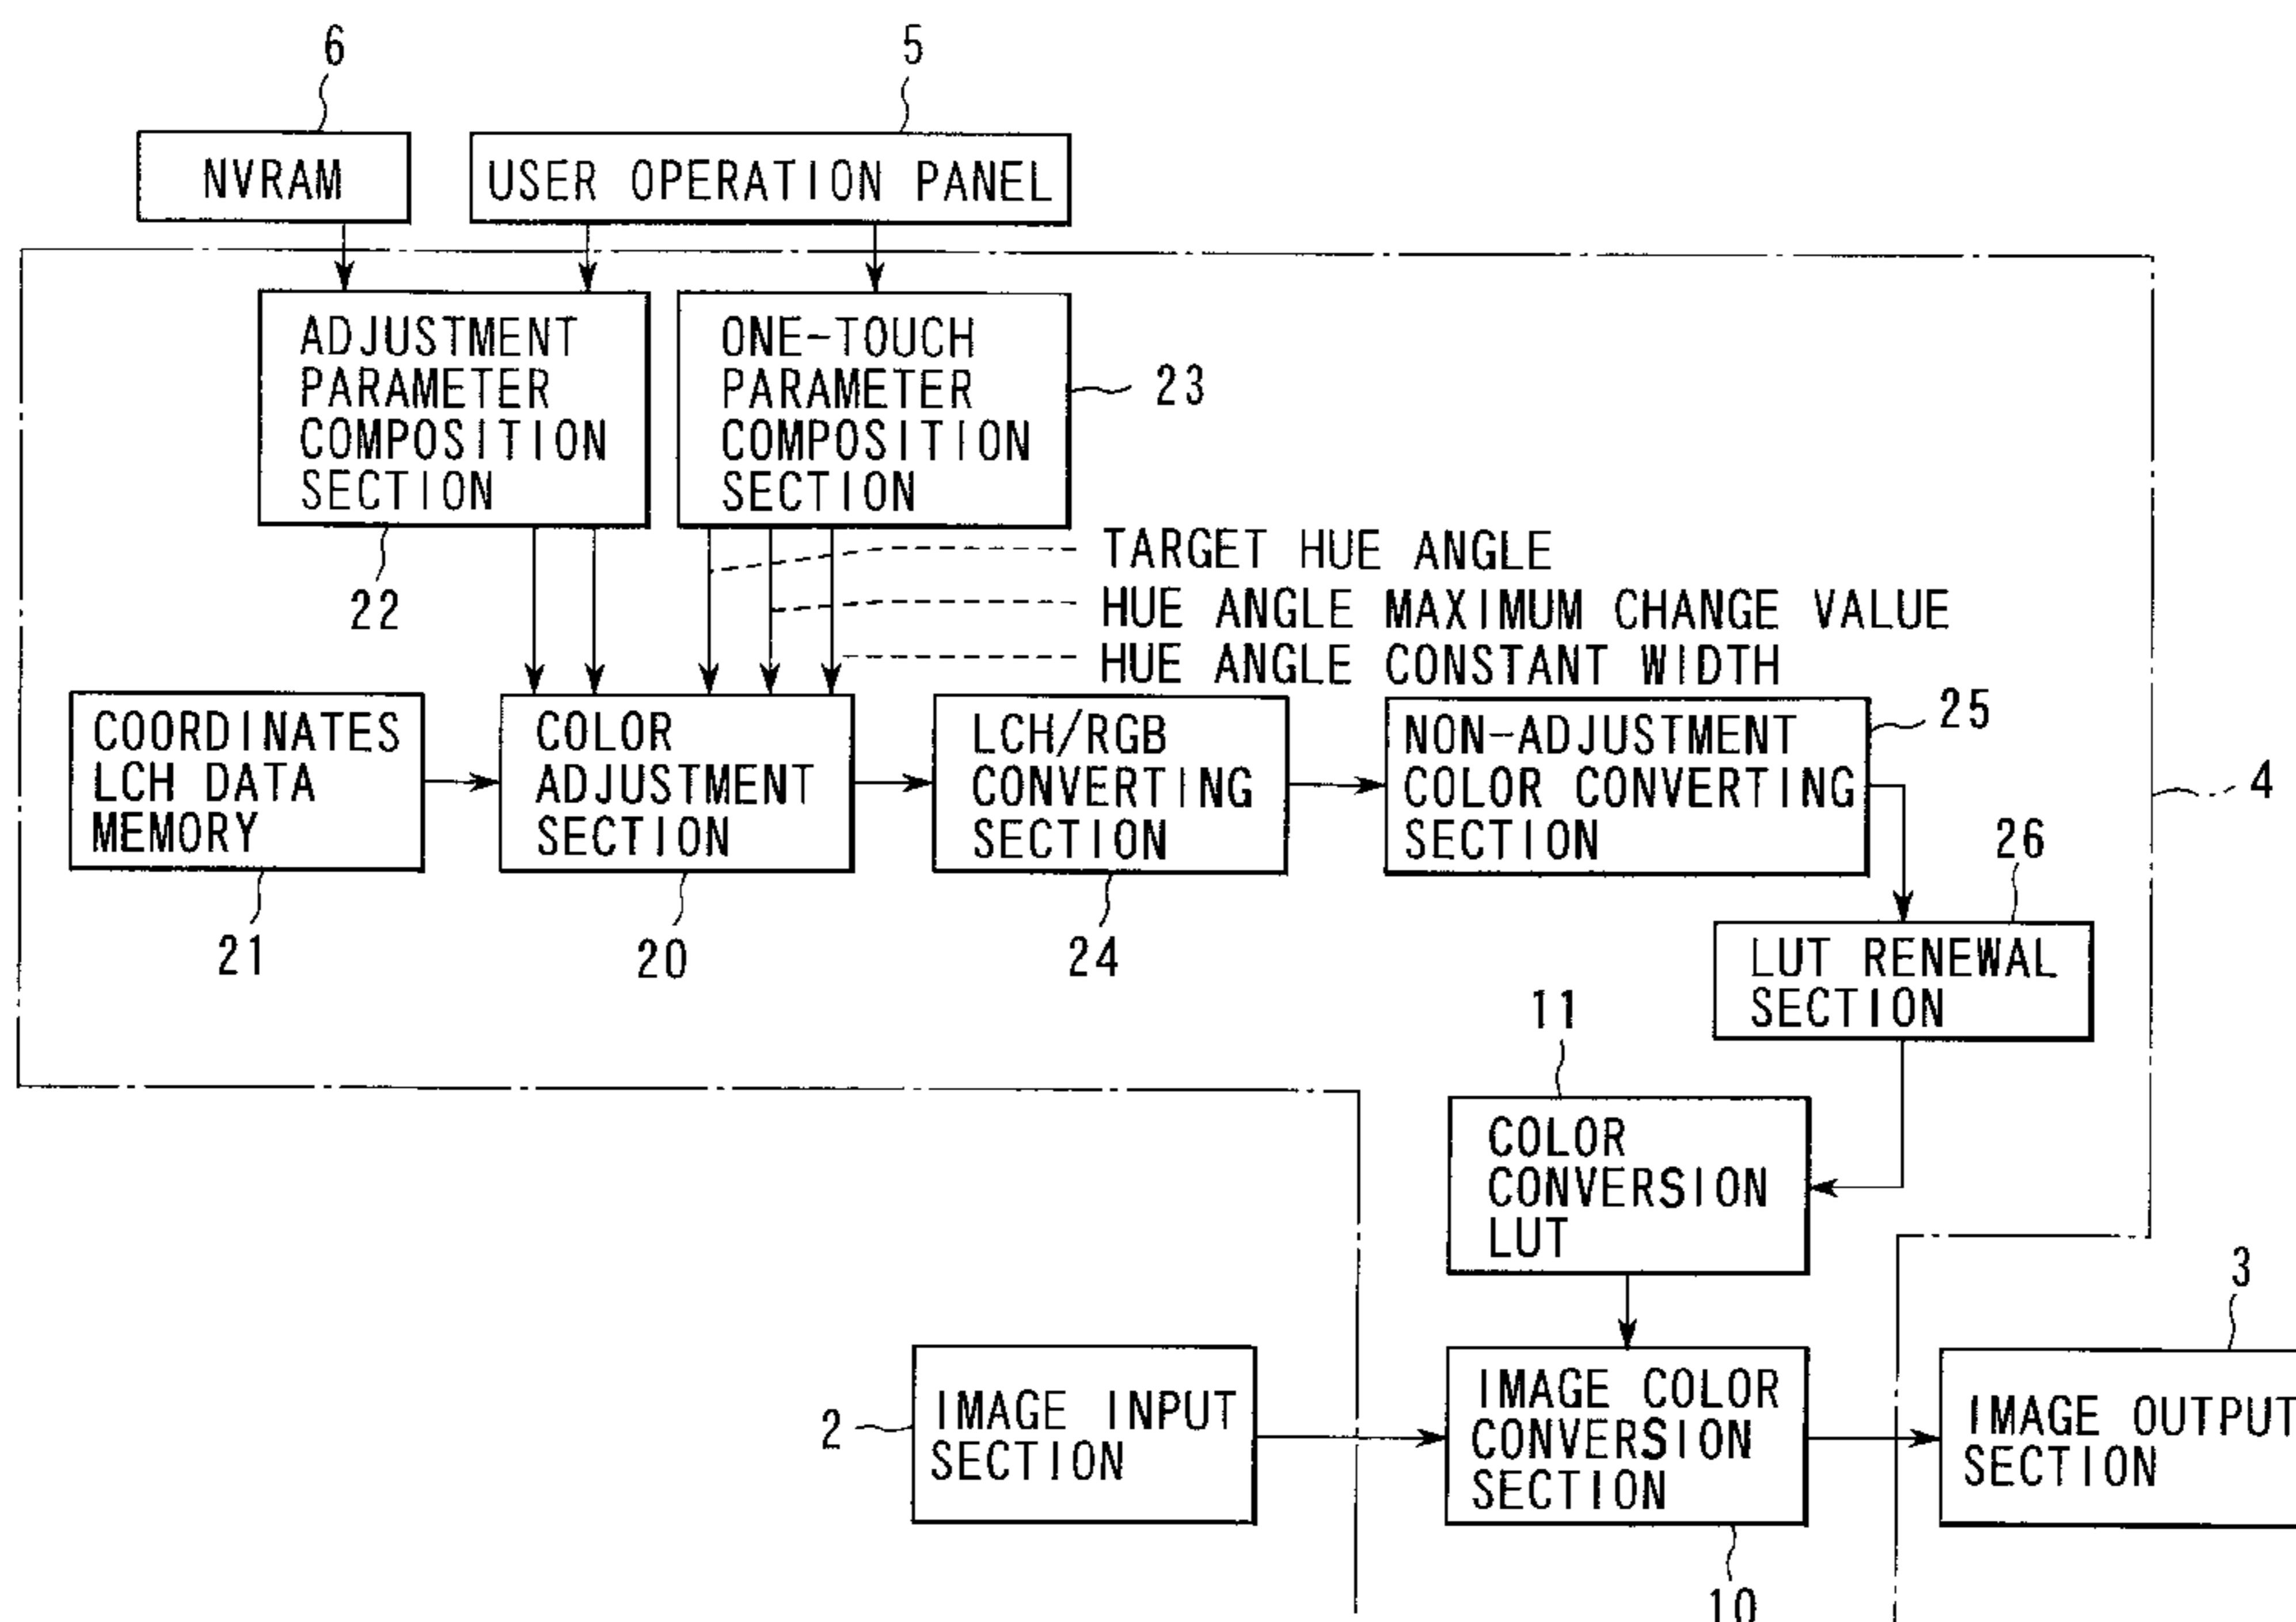 6
5
NVRAM
USER OPERATION PANEL
ADJUSTMENT
PARAMETER
COMPOSITION
SECTION
ONE-TOUCH
PARAMETER
COMPOSITION
SECTION
23
22
TARGET HUE ANGLE
HUE ANGLE MAXIMUM CHANGE VALUE
HUE ANGLE CONSTANT WIDTH
COORDINATES
LCH DATA
MEMORY
COLOR
ADJUSTMENT
SECTION
LCH/RGB
CONVERTING
SECTION
NON-ADJUSTMENT
COLOR CONVERTING
SECTION
25
4
26
21
20
24
LUT RENEWAL
SECTION
11
COLOR
CONVERSION
LUT
3
2
IMAGE INPUT
SECTION
IMAGE COLOR
CONVERSION
SECTION
IMAGE OUTPUT
SECTION
10